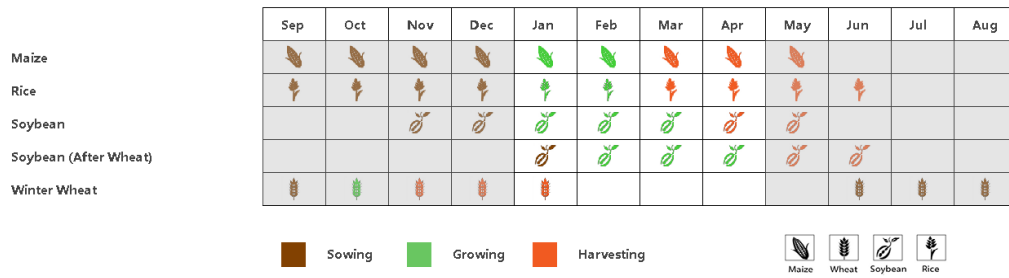 Sep Oct Nov Dec Jan Feb Mar Apr May Jun Jul Aug
Maize
Rice
Soybean
Soybean (After Wheat)
Winter Wheat
Sowing Growing Harvesting
Maize Wheat Soybean Rice